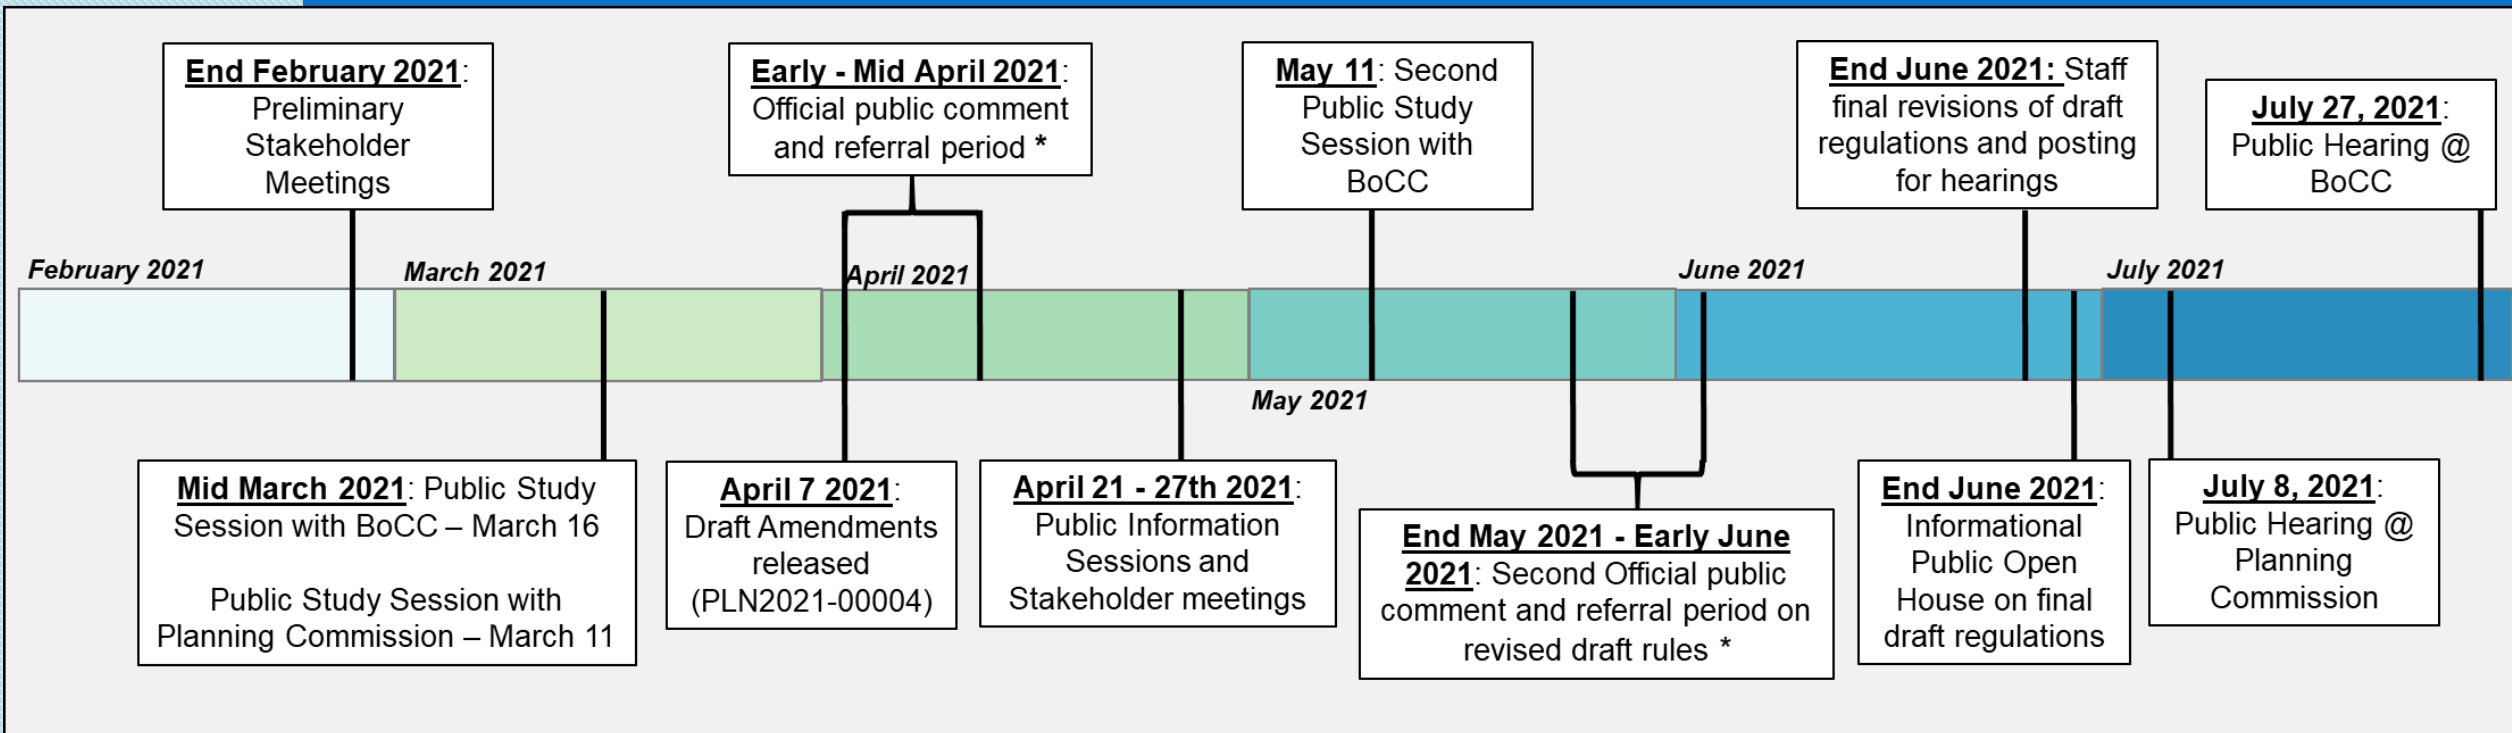 End February 2021:
Preliminary
Stakeholder
Meetings
Early - Mid April 2021:
Official public comment
and referral period *
May 11: Second
Public Study
Session with
BoCC
End June 2021: Staff
final revisions of draft
regulations and posting
for hearings
July 27, 2021:
Public Hearing @
BoCC
February 2021
March 2021
April 2021
May 2021
June 2021
July 2021
Mid March 2021: Public Study
Session with BoCC – March 16
Public Study Session with
Planning Commission – March 11
April 7 2021:
Draft Amendments
released
(PLN2021-00004)
April 21 - 27th 2021:
Public Information
Sessions and
Stakeholder meetings
End May 2021 - Early June
2021: Second Official public
comment and referral period on
revised draft rules *
End June 2021:
Informational
Public Open
House on final
draft regulations
July 8, 2021:
Public Hearing @
Planning
Commission